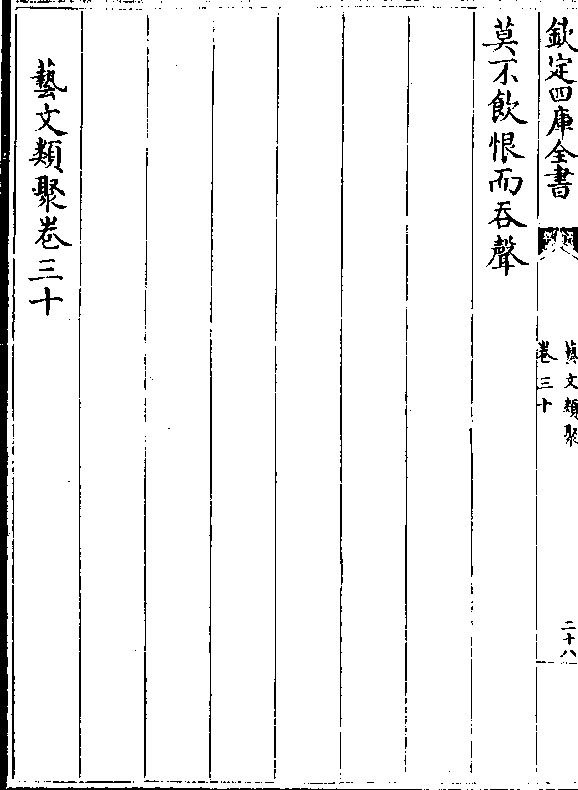 欽定四庫全書
藝文類聚
卷三十
二十八
莫不飲恨而吞聲
藝文類聚卷三十